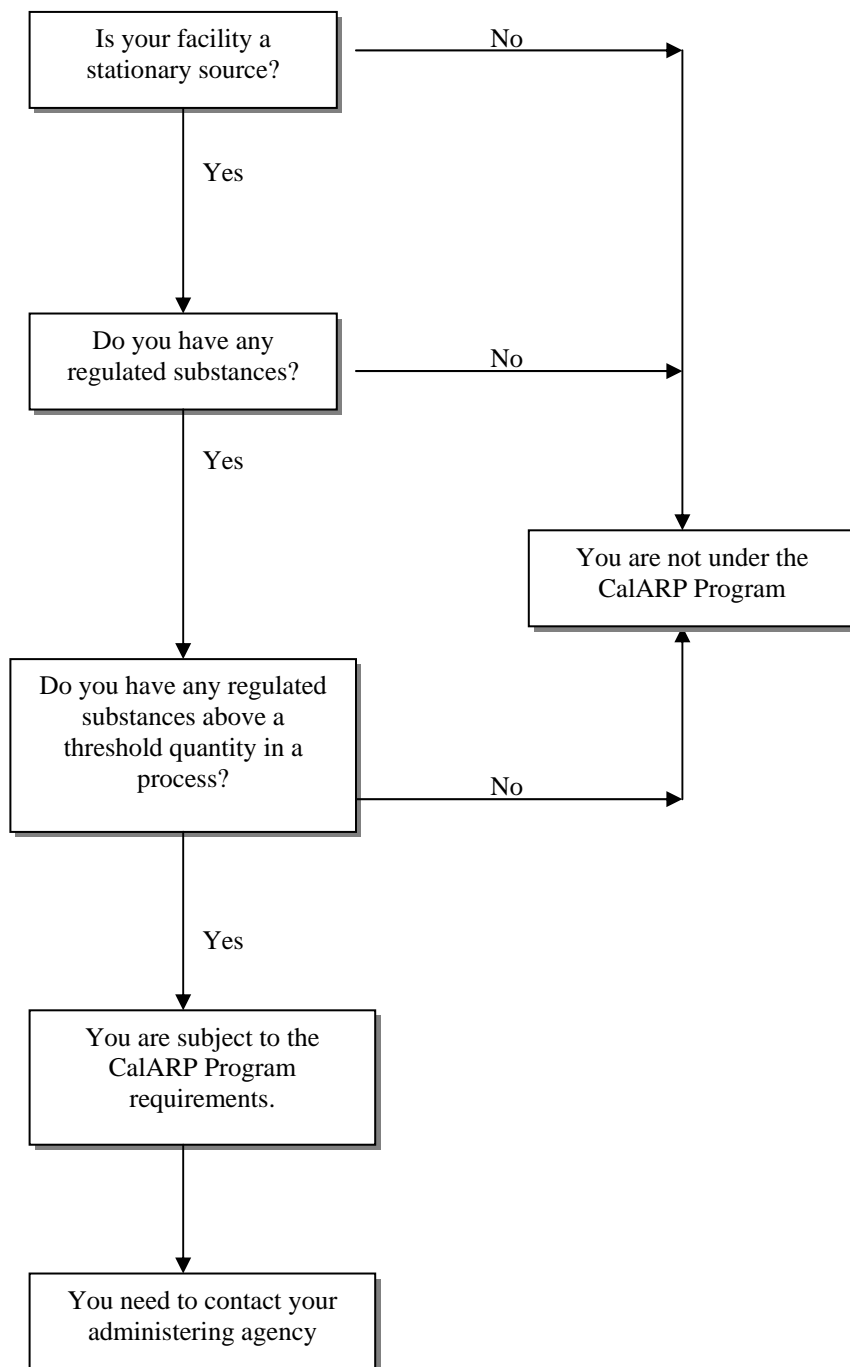 Is your facility a
stationary source?
No
Yes
Do you have any
regulated substances?
No
Yes
You are not under the
CalARP Program
Do you have any regulated
substances above a
threshold quantity in a
process?
No
Yes
You are subject to the
CalARP Program
requirements.
You need to contact your
administering agency